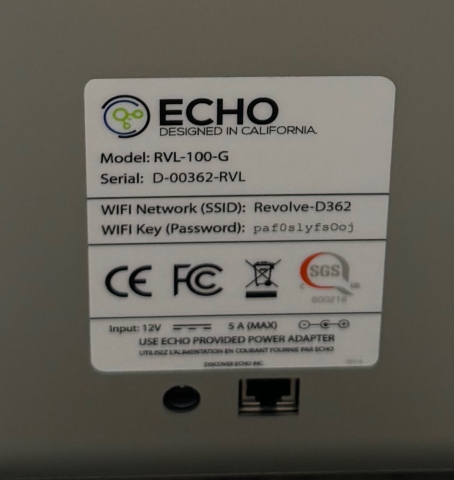 ECHO
DESIGNED IN CALIFORNIA.
Model: RVL-100-G
Serial: D-00362-RVL
WIFI Network (SSID): Revolve-D362
WIFI Key (Password): paf0slyfs0oj
CE FC
SGS
C US
600214
Input: 12V 5 A (MAX)
USE ECHO PROVIDED POWER ADAPTER
UTILISEZ L'ALIMENTATION EN COURANT FOURNIE PAR ECHO
DISCOVER ECHO INC.